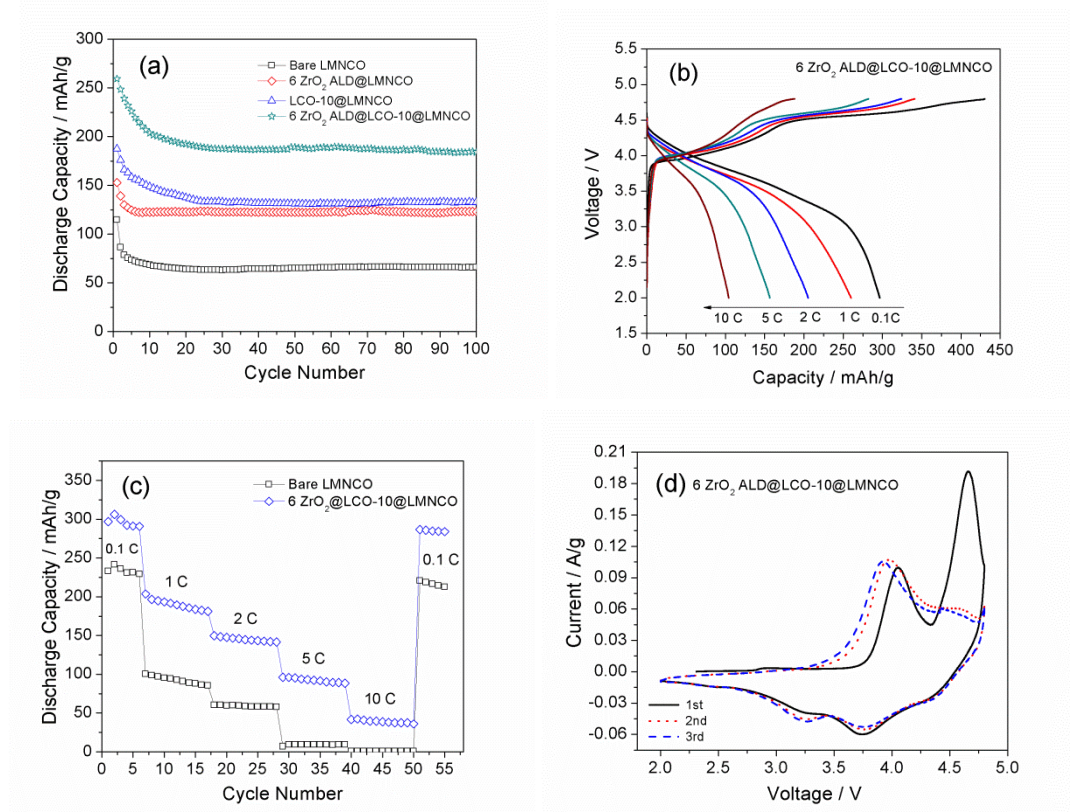 (a)
Bare LMNCO
6 ZrO₂ ALD@LMNCO
LCO-10@LMNCO
6 ZrO₂ ALD@LCO-10@LMNCO
300
250
200
150
100
50
0
0 10 20 30 40 50 60 70 80 90 100
Discharge Capacity / mAh/g
Cycle Number
(b)
6 ZrO₂ ALD@LCO-10@LMNCO
5.5
5.0
4.5
4.0
3.5
3.0
2.5
2.0
1.5
10 C 5 C 2 C 1 C 0.1C
0 50 100 150 200 250 300 350 400 450
Voltage / V
Capacity / mAh/g
(c)
Bare LMNCO
6 ZrO₂@LCO-10@LMNCO
350
300
250
200
150
100
50
0
0.1 C
1 C
2 C
5 C
10 C
0.1 C
0 5 10 15 20 25 30 35 40 45 50 55 60
Discharge Capacity / mAh/g
Cycle Number
(d)
6 ZrO₂ ALD@LCO-10@LMNCO
0.21
0.18
0.15
0.12
0.09
0.06
0.03
0.00
-0.03
-0.06
1st
2nd
3rd
2.0 2.5 3.0 3.5 4.0 4.5 5.0
Current / A/g
Voltage / V